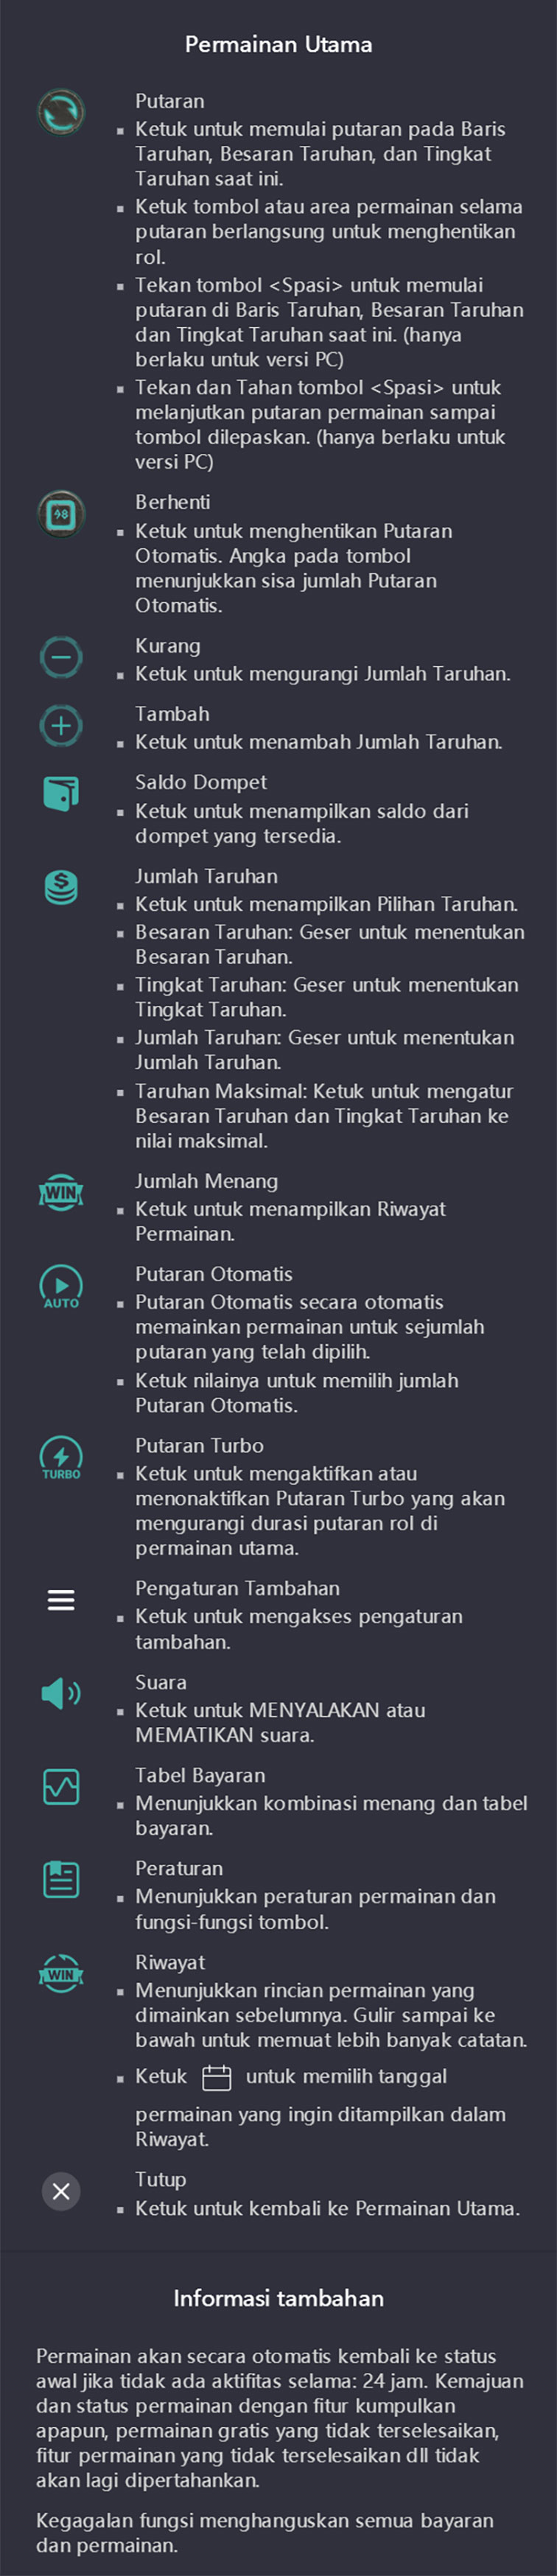 Permainan Utama
Putaran
▪ Ketuk untuk memulai putaran pada Baris
Taruhan, Besaran Taruhan, dan Tingkat
Taruhan saat ini.
▪ Ketuk tombol atau area permainan selama
putaran berlangsung untuk menghentikan
rol.
▪ Tekan tombol <Spasi> untuk memulai
putaran di Baris Taruhan, Besaran Taruhan
dan Tingkat Taruhan saat ini. (hanya
berlaku untuk versi PC)
▪ Tekan dan Tahan tombol <Spasi> untuk
melanjutkan putaran permainan sampai
tombol dilepaskan. (hanya berlaku untuk
versi PC)
98
Berhenti
▪ Ketuk untuk menghentikan Putaran
Otomatis. Angka pada tombol
menunjukkan sisa jumlah Putaran
Otomatis.
Kurang
▪ Ketuk untuk mengurangi Jumlah Taruhan.
Tambah
▪ Ketuk untuk menambah Jumlah Taruhan.
Saldo Dompet
▪ Ketuk untuk menampilkan saldo dari
dompet yang tersedia.
Jumlah Taruhan
▪ Ketuk untuk menampilkan Pilihan Taruhan.
▪ Besaran Taruhan: Geser untuk menentukan
Besaran Taruhan.
▪ Tingkat Taruhan: Geser untuk menentukan
Tingkat Taruhan.
▪ Jumlah Taruhan: Geser untuk menentukan
Jumlah Taruhan.
▪ Taruhan Maksimal: Ketuk untuk mengatur
Besaran Taruhan dan Tingkat Taruhan ke
nilai maksimal.
WIN
Jumlah Menang
▪ Ketuk untuk menampilkan Riwayat
Permainan.
AUTO
Putaran Otomatis
▪ Putaran Otomatis secara otomatis
memainkan permainan untuk sejumlah
putaran yang telah dipilih.
▪ Ketuk nilainya untuk memilih jumlah
Putaran Otomatis.
TURBO
Putaran Turbo
▪ Ketuk untuk mengaktifkan atau
menonaktifkan Putaran Turbo yang akan
mengurangi durasi putaran rol di
permainan utama.
Pengaturan Tambahan
▪ Ketuk untuk mengakses pengaturan
tambahan.
Suara
▪ Ketuk untuk MENYALAKAN atau
MEMATIKAN suara.
Tabel Bayaran
▪ Menunjukkan kombinasi menang dan tabel
bayaran.
Peraturan
▪ Menunjukkan peraturan permainan dan
fungsi-fungsi tombol.
WIN
Riwayat
▪ Menunjukkan rincian permainan yang
dimainkan sebelumnya. Gulir sampai ke
bawah untuk memuat lebih banyak catatan.
▪ Ketuk untuk memilih tanggal
permainan yang ingin ditampilkan dalam
Riwayat.
Tutup
▪ Ketuk untuk kembali ke Permainan Utama.
Informasi tambahan
Permainan akan secara otomatis kembali ke status
awal jika tidak ada aktifitas selama: 24 jam. Kemajuan
dan status permainan dengan fitur kumpulkan
apapun, permainan gratis yang tidak terselesaikan,
fitur permainan yang tidak terselesaikan dll tidak
akan lagi dipertahankan.
Kegagalan fungsi menghanguskan semua bayaran
dan permainan.